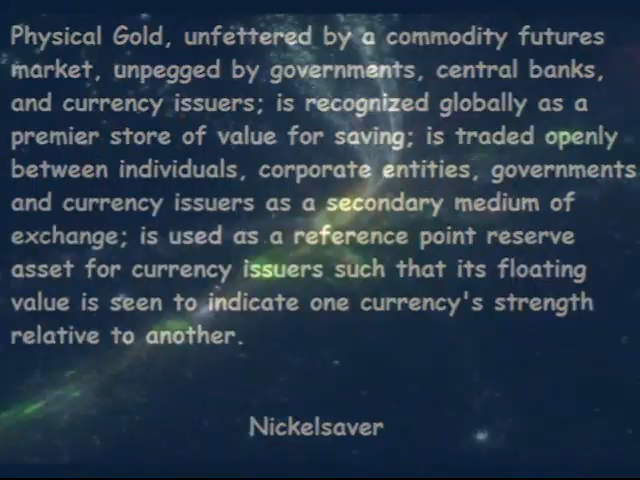 Physical Gold, unfettered by a commodity futures
market, unpegged by governments, central banks,
and currency issuers; is recognized globally as a
premier store of value for saving; is traded openly
between individuals, corporate entities, governments
and currency issuers as a secondary medium of
exchange; is used as a reference point reserve
asset for currency issuers such that its floating
value is seen to indicate one currency's strength
relative to another.
Nickelsaver